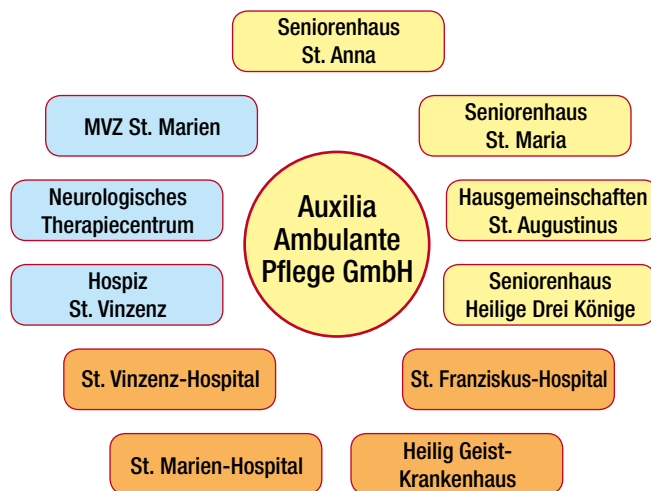 Seniorenhaus
St. Anna
MVZ St. Marien
Seniorenhaus
St. Maria
Neurologisches
Therapiecentrum
Auxilia
Ambulante
Pflege GmbH
Hausgemeinschaften
St. Augustinus
Hospiz
St. Vinzenz
Seniorenhaus
Heilige Drei Könige
St. Vinzenz-Hospital
St. Franziskus-Hospital
St. Marien-Hospital
Heilig Geist-
Krankenhaus